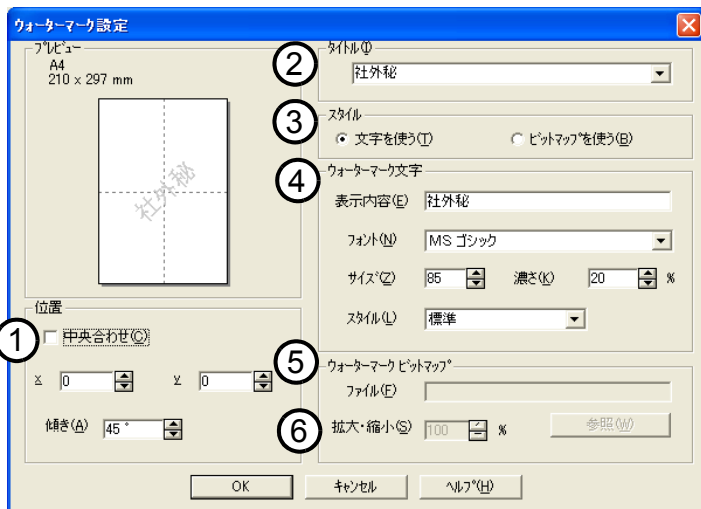 ウォーターマーク設定
プレビュー
A4
210 x 297 mm
社外秘
位置
1
中央合わせ(C)
X 0 Y 0
傾き(A) 45 °
2
タイトル(I)
社外秘
3
スタイル
文字を使う(T) ビットマップを使う(B)
4
ウォーターマーク文字
表示内容(E) 社外秘
フォント(N) MS ゴシック
サイズ(Z) 85 濃さ(K) 20 %
スタイル(L) 標準
5
ウォーターマーク ビットマップ
ファイル(F)
6
拡大・縮小(S) 100 % 参照(W)
OK キャンセル ヘルプ(H)